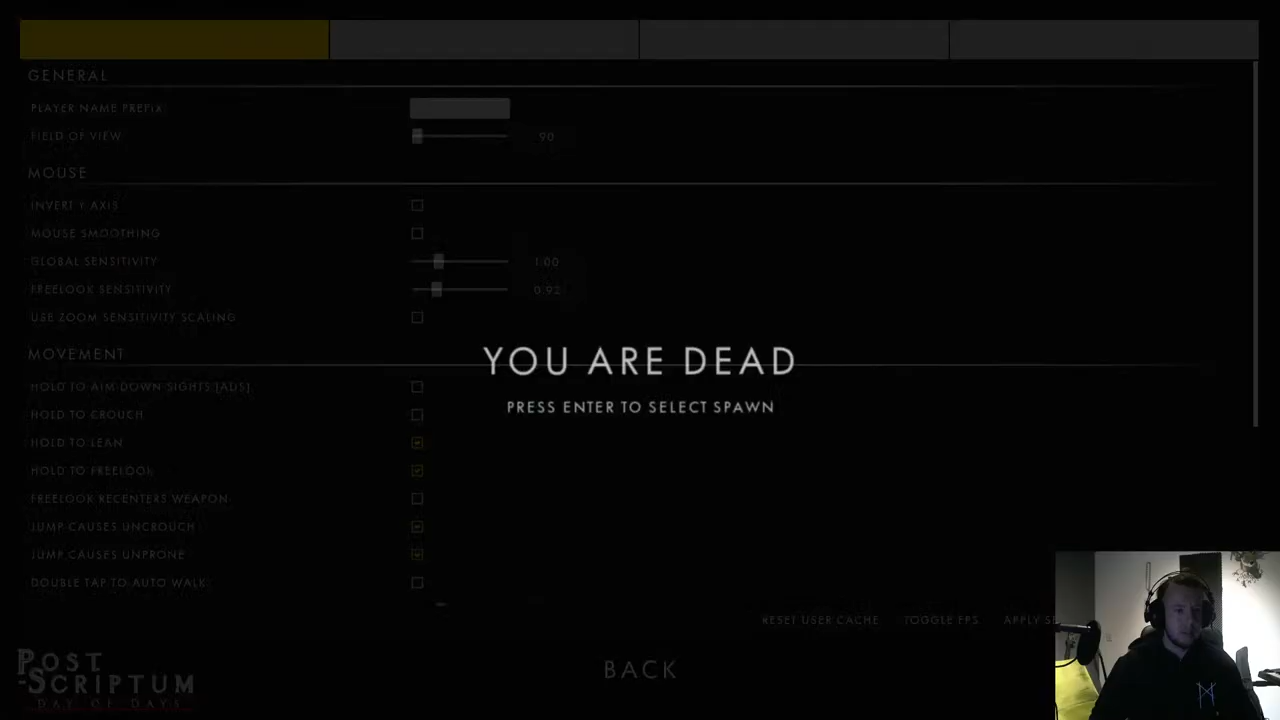 GENERAL
PLAYER NAME PREFIX
FIELD OF VIEW 90
MOUSE
INVERT Y AXIS
MOUSE SMOOTHING
GLOBAL SENSITIVITY 1.00
FREELOOK SENSITIVITY 0.92
USE ZOOM SENSITIVITY SCALING
MOVEMENT
YOU ARE DEAD
HOLD TO AIM DOWN SIGHTS [ADS]
PRESS ENTER TO SELECT SPAWN
HOLD TO CROUCH
HOLD TO LEAN
HOLD TO FREELOOK
FREELOOK RECENTERS WEAPON
JUMP CAUSES UNCROUCH
JUMP CAUSES UNPRONE
DOUBLE TAP TO AUTO WALK
RESET USER CACHE TOGGLE FPS APPLY SE
BACK
POST
-SCRIPTUM
DAY OF DAYS